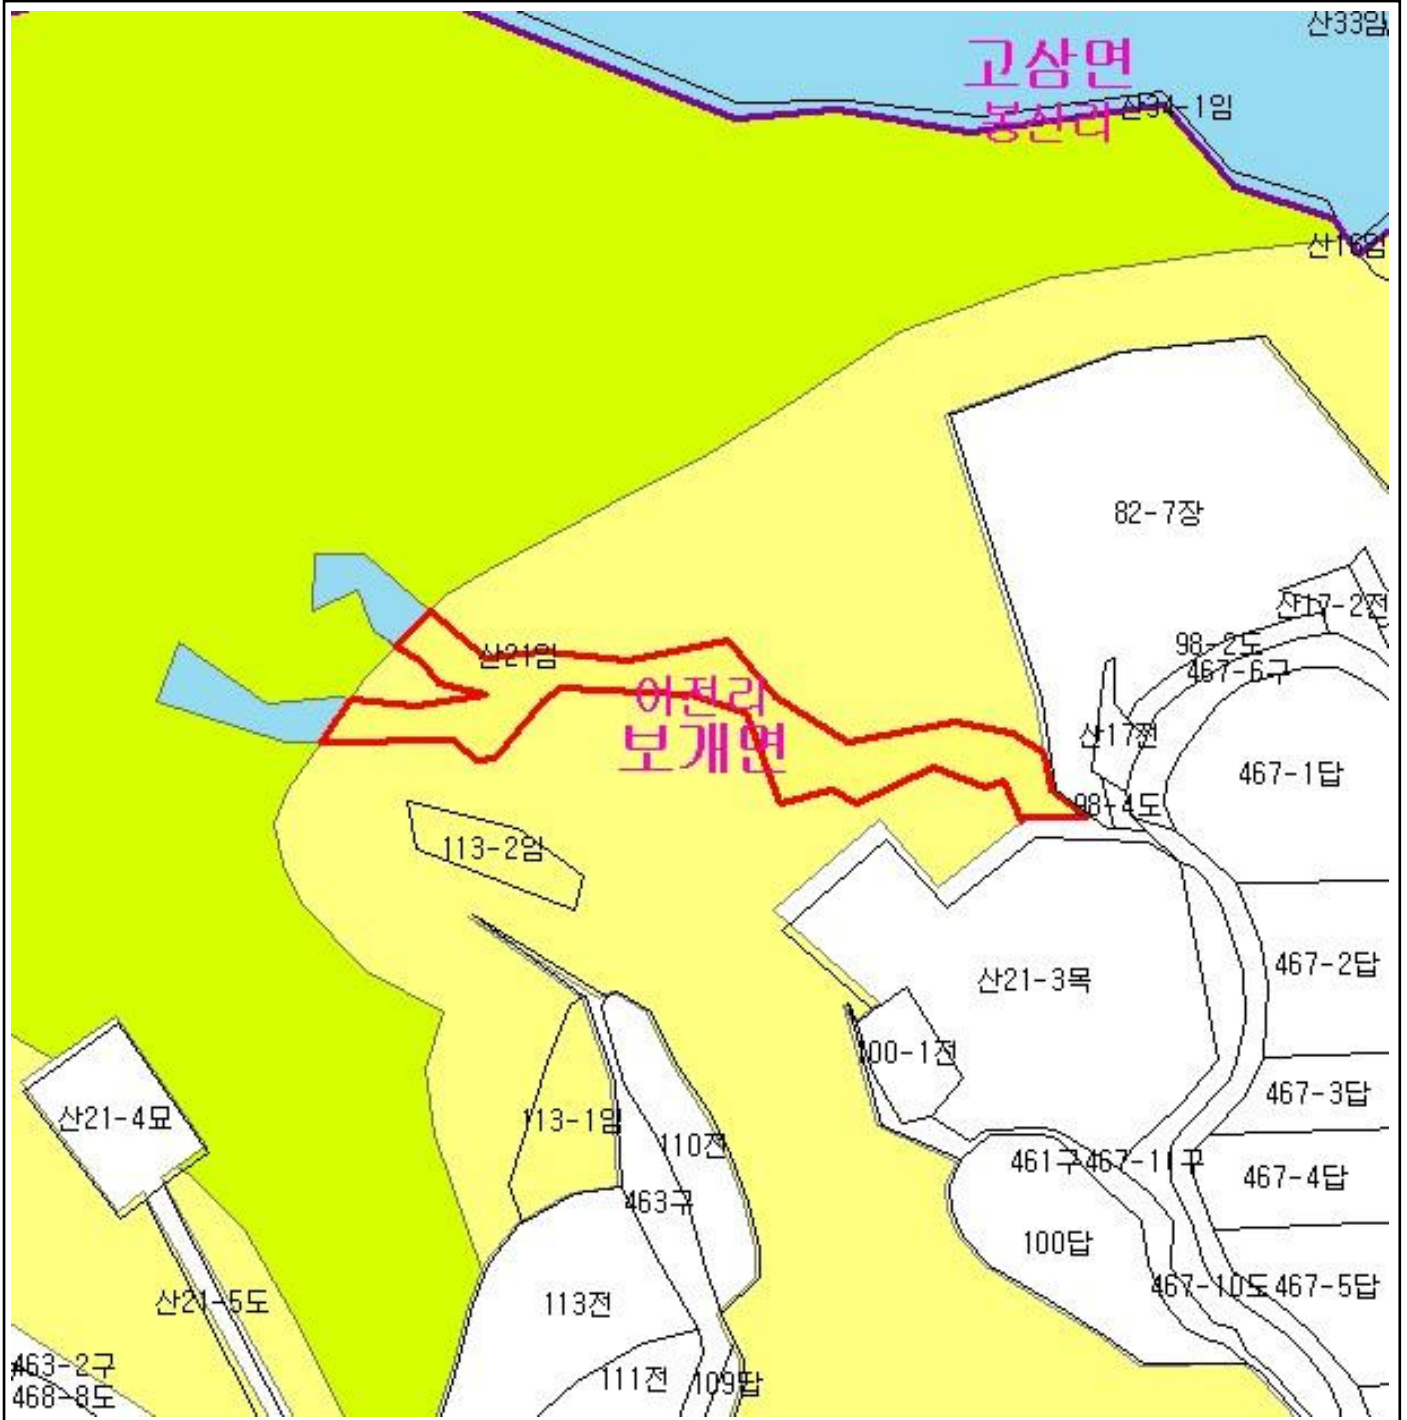 산33임
고삼면
봉산리
산34-1임
산16임
82-7장
산17-2전
98-2도
467-6구
산21임
어전리
보개면
산17전
467-1답
98-4도
113-2임
467-2답
산21-3목
100-1전
467-3답
산21-4묘
113-1임
110전
461구
467-11구
467-4답
463구
100답
467-10도
467-5답
산21-5도
113전
463-2구
111전
109답
468-8도